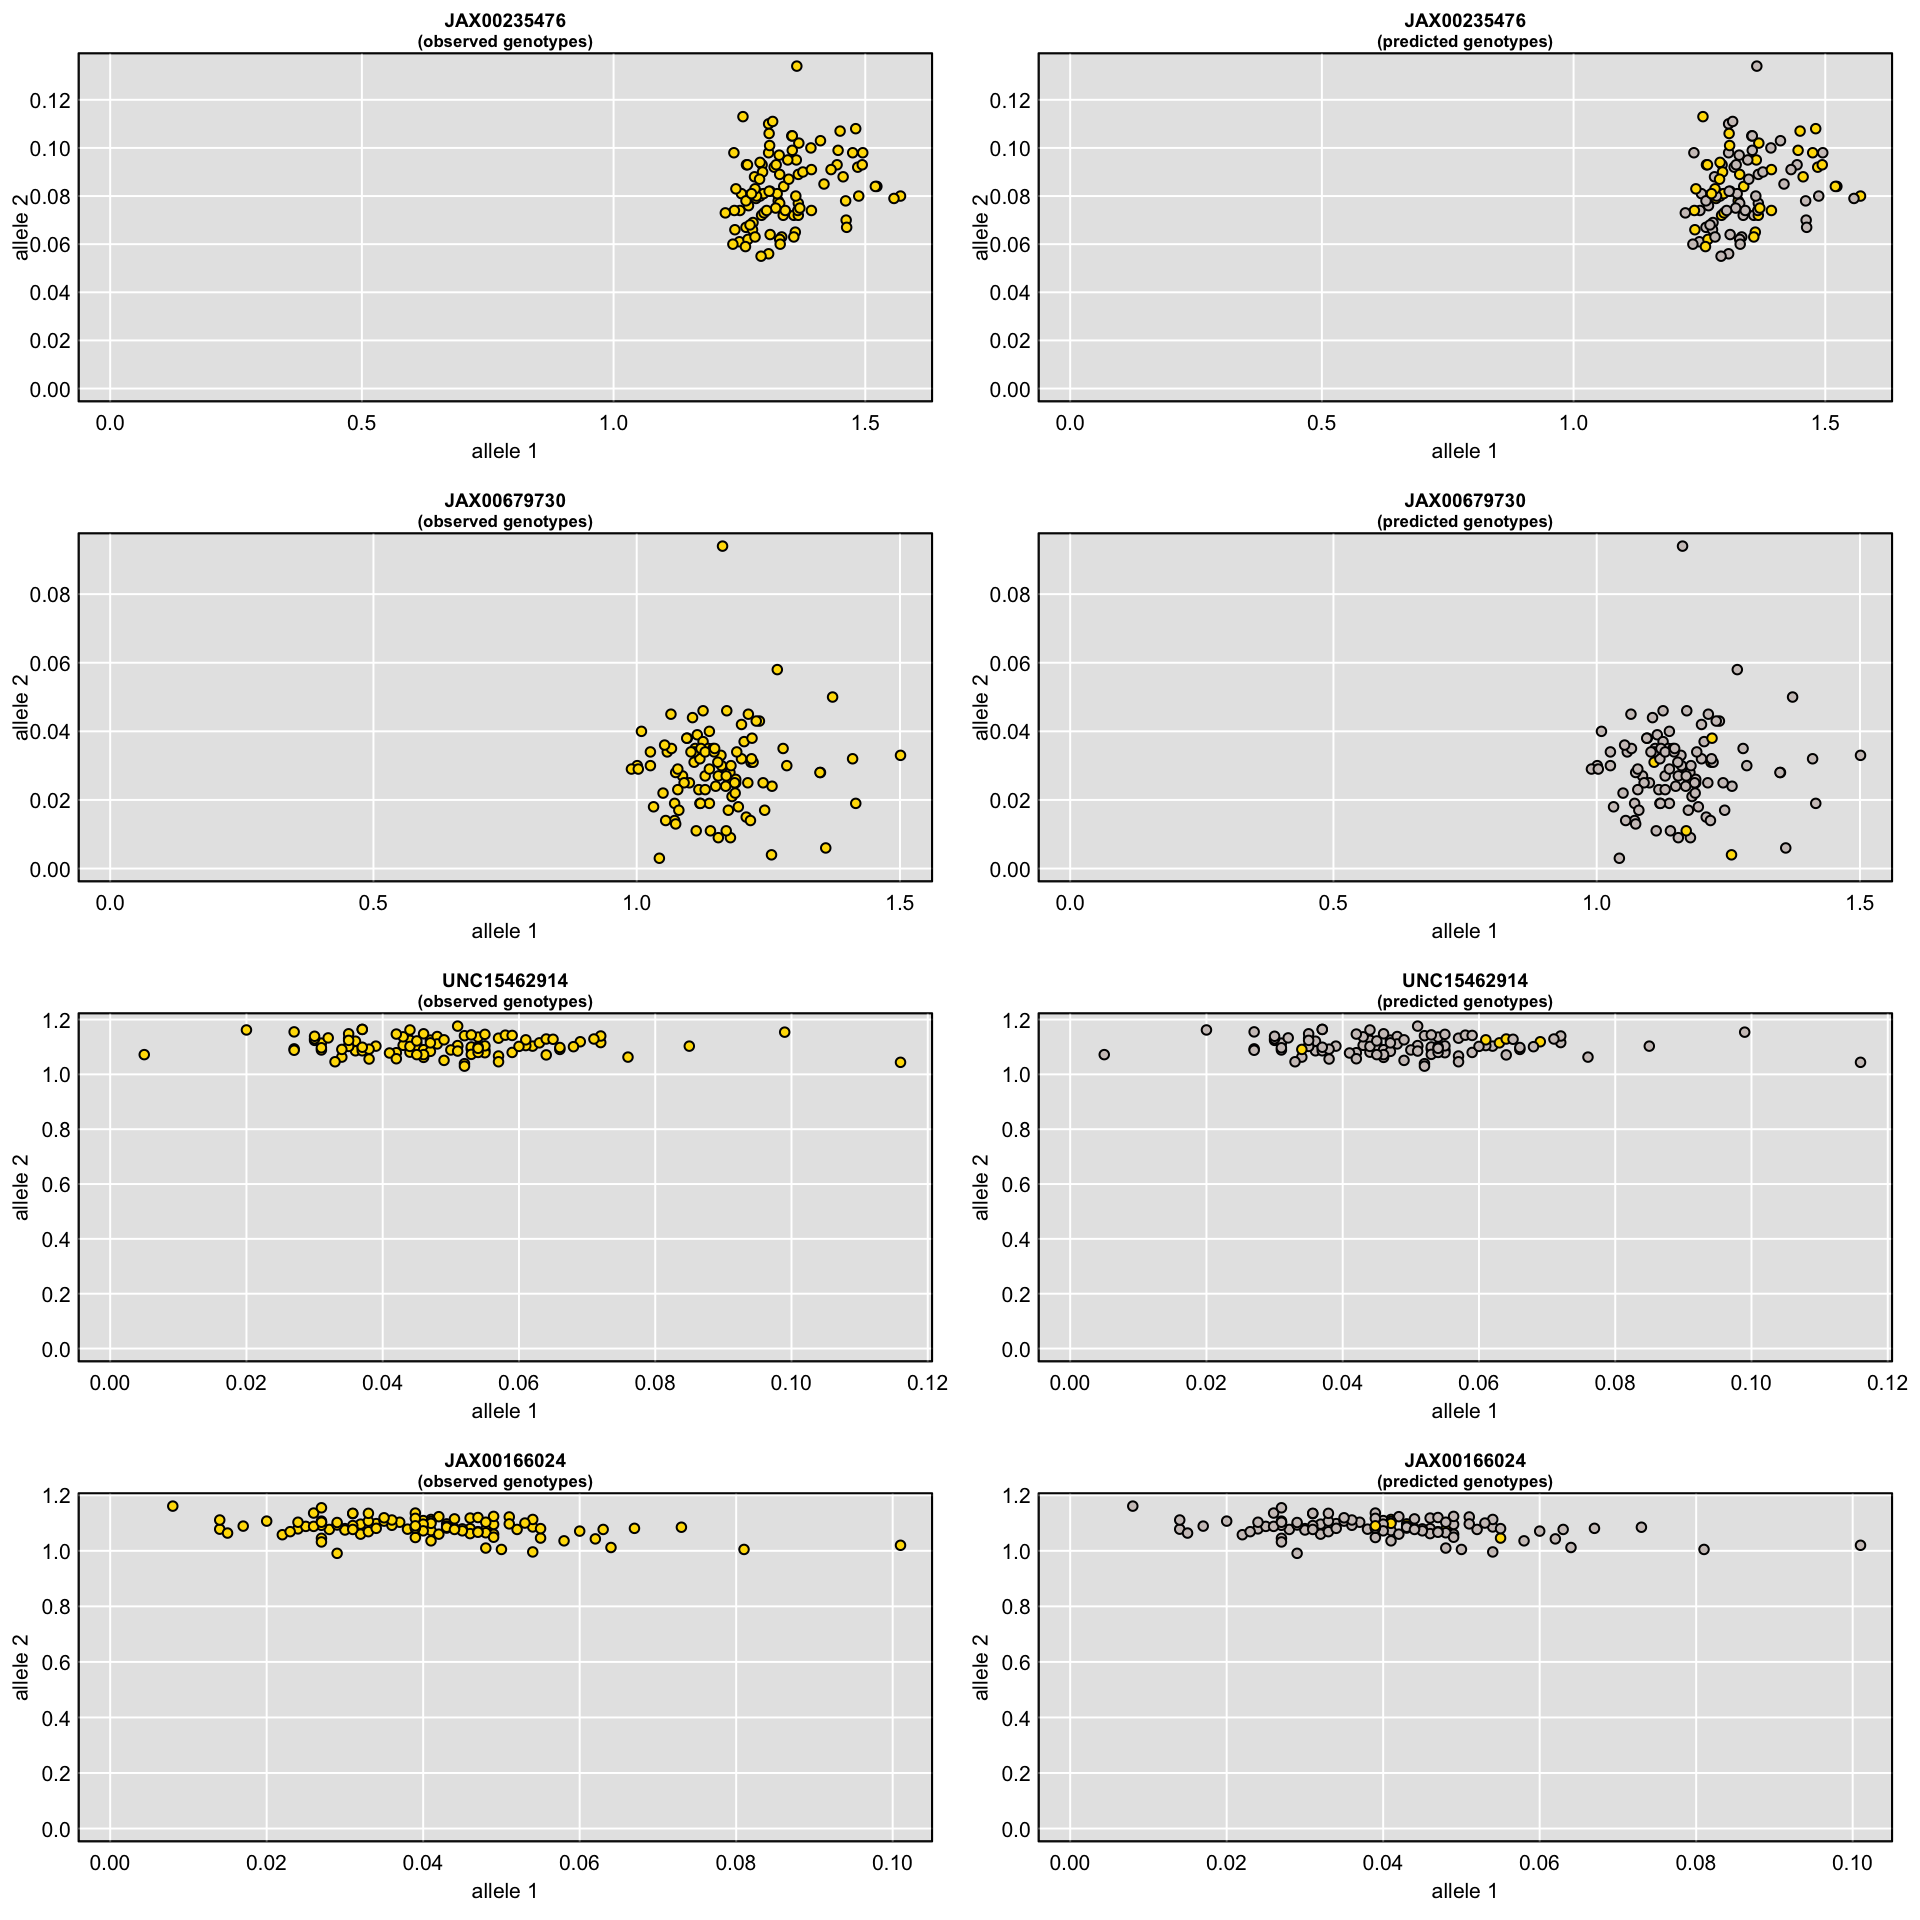 JAX00235476
(observed genotypes)
allele 2
0.12
0.10
0.08
0.06
0.04
0.02
0.00
0.0 0.5 1.0 1.5
allele 1
JAX00235476
(predicted genotypes)
allele 2
0.12
0.10
0.08
0.06
0.04
0.02
0.00
0.0 0.5 1.0 1.5
allele 1
JAX00679730
(observed genotypes)
allele 2
0.08
0.06
0.04
0.02
0.00
0.0 0.5 1.0 1.5
allele 1
JAX00679730
(predicted genotypes)
allele 2
0.08
0.06
0.04
0.02
0.00
0.0 0.5 1.0 1.5
allele 1
UNC15462914
(observed genotypes)
allele 2
1.2
1.0
0.8
0.6
0.4
0.2
0.0
0.00 0.02 0.04 0.06 0.08 0.10 0.12
allele 1
UNC15462914
(predicted genotypes)
allele 2
1.2
1.0
0.8
0.6
0.4
0.2
0.0
0.00 0.02 0.04 0.06 0.08 0.10 0.12
allele 1
JAX00166024
(observed genotypes)
allele 2
1.2
1.0
0.8
0.6
0.4
0.2
0.0
0.00 0.02 0.04 0.06 0.08 0.10
allele 1
JAX00166024
(predicted genotypes)
allele 2
1.2
1.0
0.8
0.6
0.4
0.2
0.0
0.00 0.02 0.04 0.06 0.08 0.10
allele 1